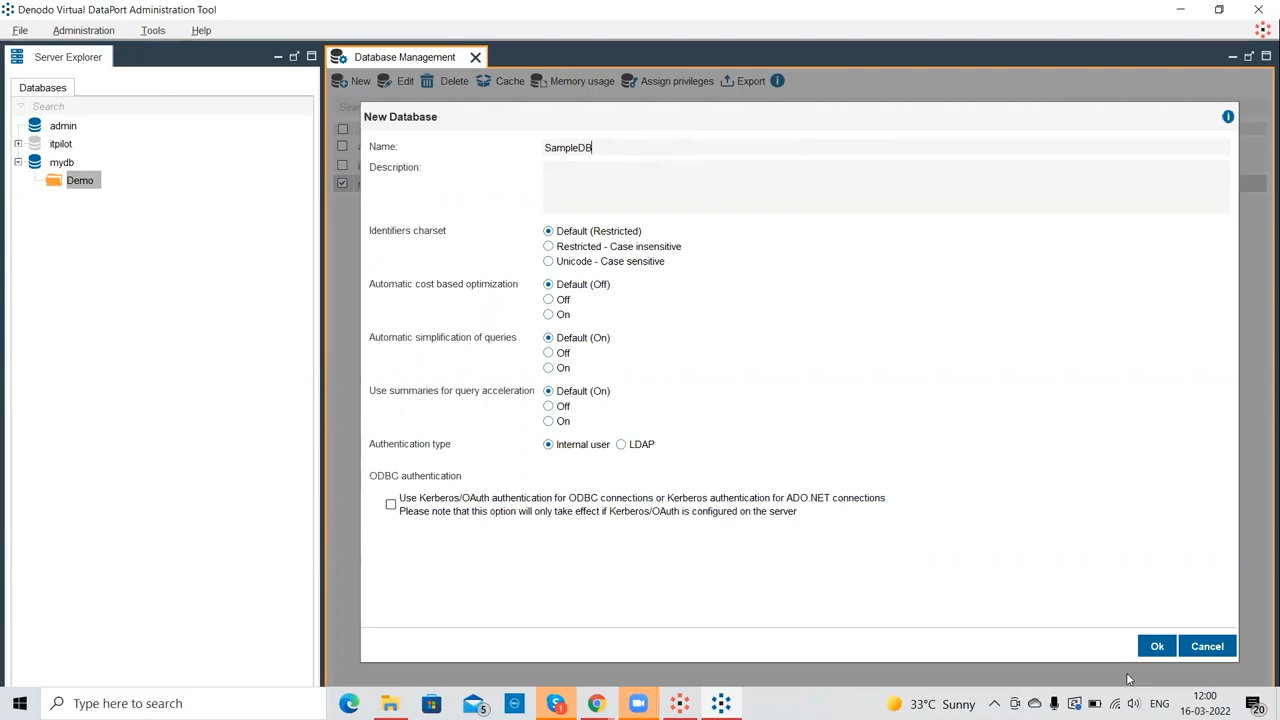 Denodo Virtual DataPort Administration Tool
File Administration Tools Help
Server Explorer
Database Management
Databases
New Edit Delete Cache Memory usage Assign privileges Export
Search
admin
itpilot
mydb
Demo
New Database
Name: SampleDB
Description:
Identifiers charset
Default (Restricted)
Restricted - Case insensitive
Unicode - Case sensitive
Automatic cost based optimization
Default (Off)
Off
On
Automatic simplification of queries
Default (On)
Off
On
Use summaries for query acceleration
Default (On)
Off
On
Authentication type
Internal user LDAP
ODBC authentication
Use Kerberos/OAuth authentication for ODBC connections or Kerberos authentication for ADO.NET connections
Please note that this option will only take effect if Kerberos/OAuth is configured on the server
Ok Cancel
Type here to search
5
1
33°C Sunny
ENG
12:00
16-03-2022
20